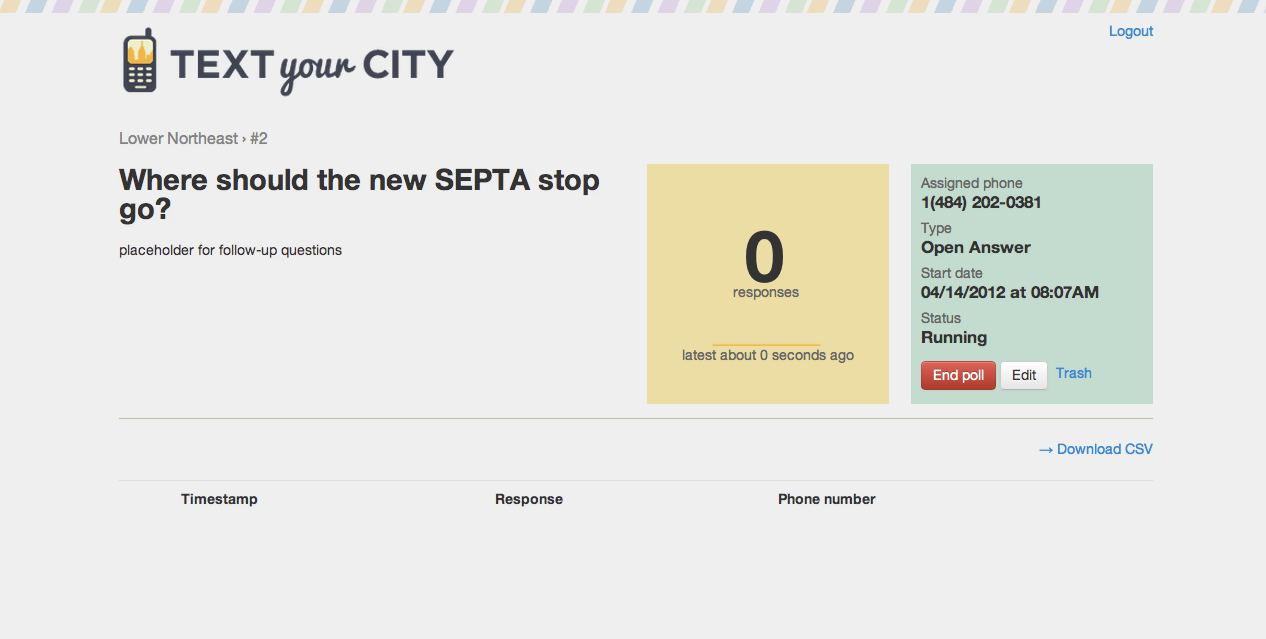 Logout
TEXT your CITY
Lower Northeast › #2
Where should the new SEPTA stop
go?
placeholder for follow-up questions
0
responses
latest about 0 seconds ago
Assigned phone
1(484) 202-0381
Type
Open Answer
Start date
04/14/2012 at 08:07AM
Status
Running
End poll Edit Trash
→ Download CSV
Timestamp Response Phone number